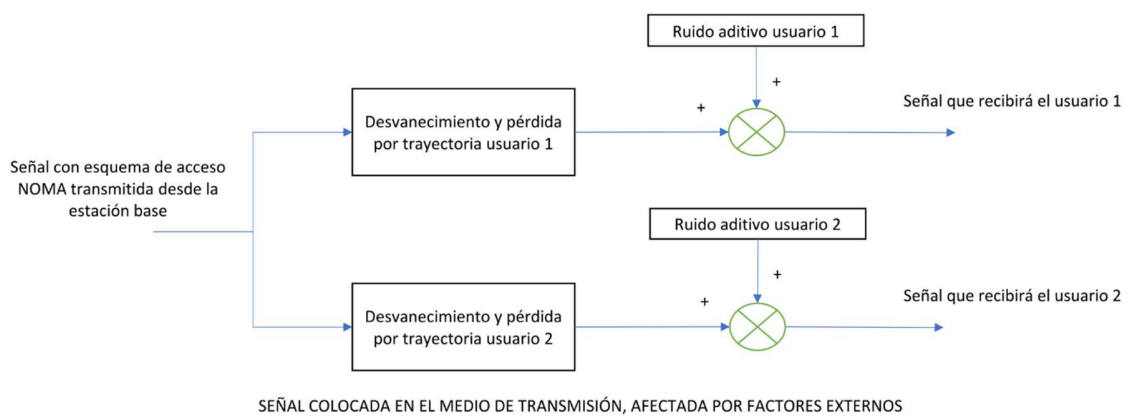 Ruido aditivo usuario 1
+
+
Señal que recibirá el usuario 1
Desvanecimiento y pérdida
por trayectoria usuario 1
Señal con esquema de acceso
NOMA transmitida desde la
estación base
Ruido aditivo usuario 2
+
+
Señal que recibirá el usuario 2
Desvanecimiento y pérdida
por trayectoria usuario 2
SEÑAL COLOCADA EN EL MEDIO DE TRANSMISIÓN, AFECTADA POR FACTORES EXTERNOS